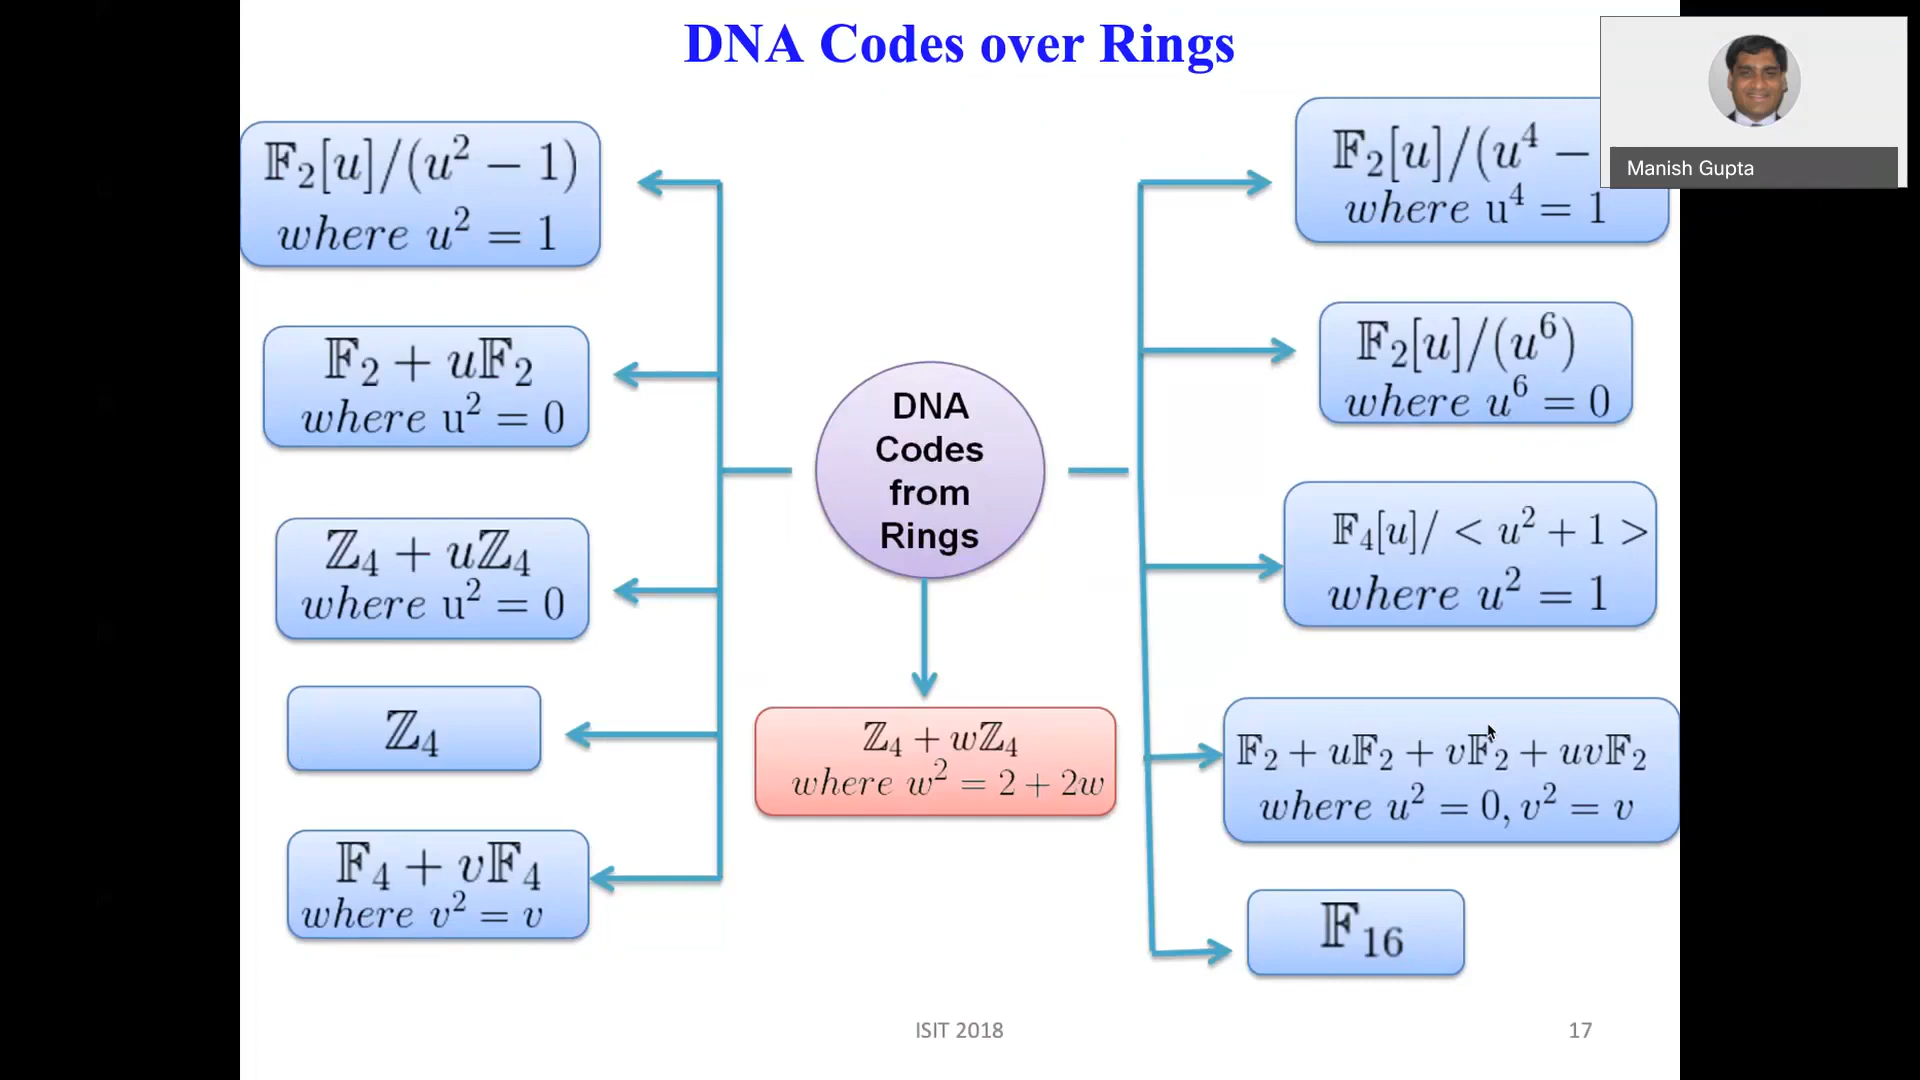 DNA Codes over Rings
Manish Gupta
𝔽₂[u]/(u² − 1)
where u² = 1
𝔽₂ + u𝔽₂
where u² = 0
ℤ₄ + uℤ₄
where u² = 0
ℤ₄
𝔽₄ + v𝔽₄
where v² = v
DNA
Codes
from
Rings
ℤ₄ + wℤ₄
where w² = 2 + 2w
𝔽₂[u]/(u⁴ −
where u⁴ = 1
𝔽₂[u]/(u⁶)
where u⁶ = 0
𝔽₄[u]/ < u² + 1 >
where u² = 1
𝔽₂ + u𝔽₂ + v𝔽₂ + uv𝔽₂
where u² = 0, v² = v
𝔽₁₆
ISIT 2018
17